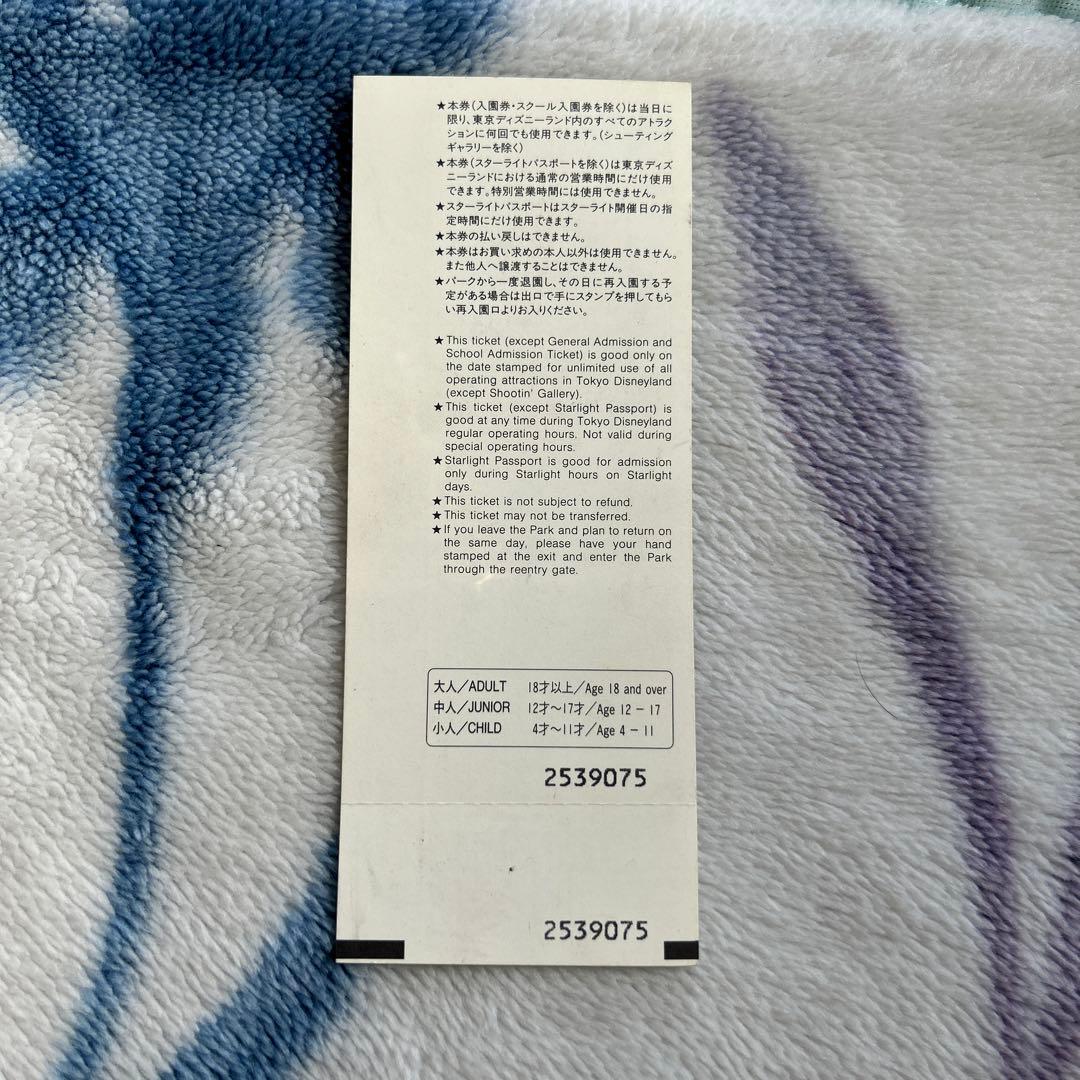 ★本券(入園券・スクール入園券を除く)は当日に
限り、東京ディズニーランド内のすべてのアトラク
ションに何回でも使用できます。(シューティング
ギャラリーを除く)
★本券(スターライトパスポートを除く)は東京ディズ
ニーランドにおける通常の営業時間にだけ使用
できます。特別営業時間には使用できません。
★スターライトパスポートはスターライト開催日の指
定時間にだけ使用できます。
★本券の払い戻しはできません。
★本券はお買い求めの本人以外は使用できません。
また他人へ譲渡することはできません。
★パークから一度退園し、その日に再入園する予
定がある場合は出口で手にスタンプを押してもら
い再入園口よりお入りください。
★This ticket (except General Admission and
School Admission Ticket) is good only on
the date stamped for unlimited use of all
operating attractions in Tokyo Disneyland
(except Shootin' Gallery).
★This ticket (except Starlight Passport) is
good at any time during Tokyo Disneyland
regular operating hours. Not valid during
special operating hours.
★Starlight Passport is good for admission
only during Starlight hours on Starlight
days.
★This ticket is not subject to refund.
★This ticket may not be transferred.
★If you leave the Park and plan to return on
the same day, please have your hand
stamped at the exit and enter the Park
through the reentry gate.
大人/ADULT 18才以上/Age 18 and over
中人/JUNIOR 12才〜17才/Age 12 - 17
小人/CHILD 4才〜11才/Age 4 - 11
2539075
2539075